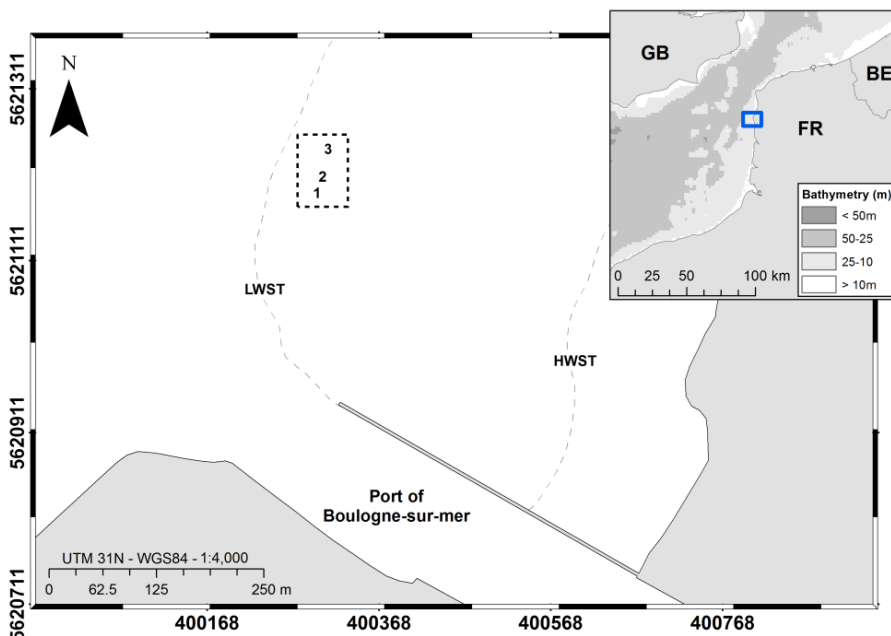 N
3
2
1
LWST
HWST
Port of
Boulogne-sur-mer
UTM 31N - WGS84 - 1:4,000
0 62.5 125 250 m
5621311
5621111
5620911
5620711
400168 400368 400568 400768
GB
BE
FR
Bathymetry (m)
< 50m
50-25
25-10
> 10m
0 25 50 100 km